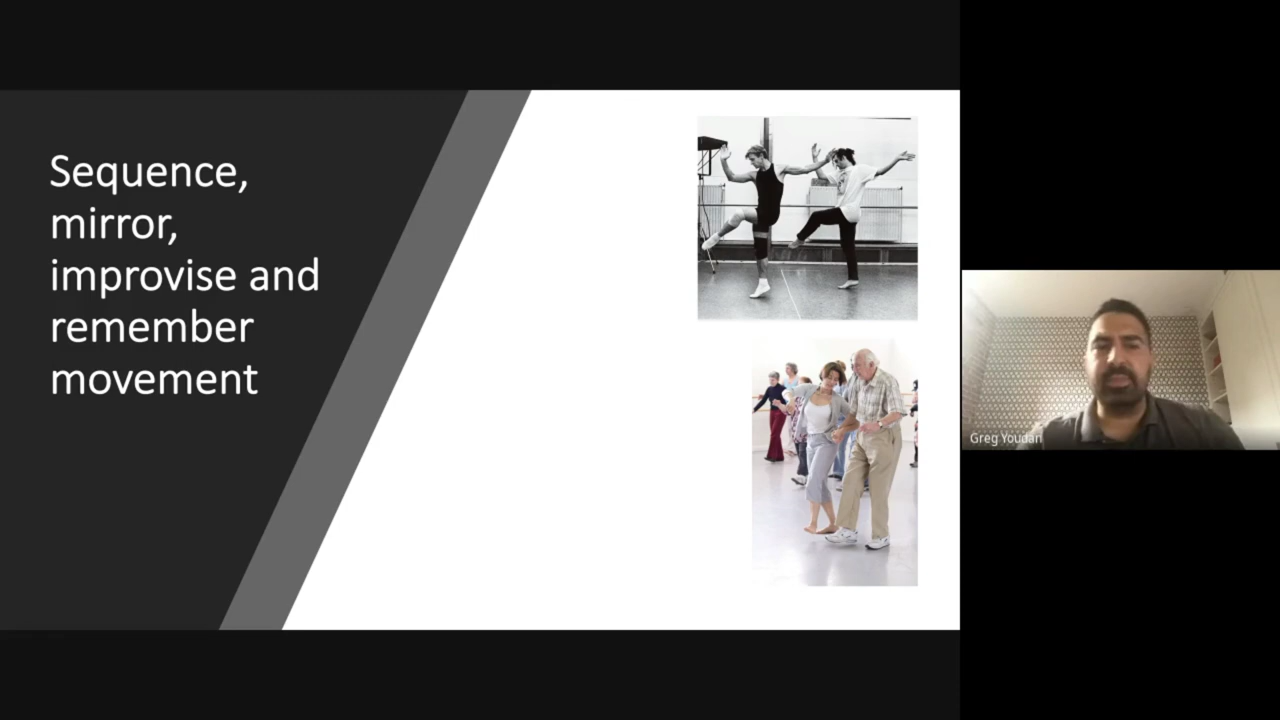 Sequence,
mirror,
improvise and
remember
movement
Greg Youdan